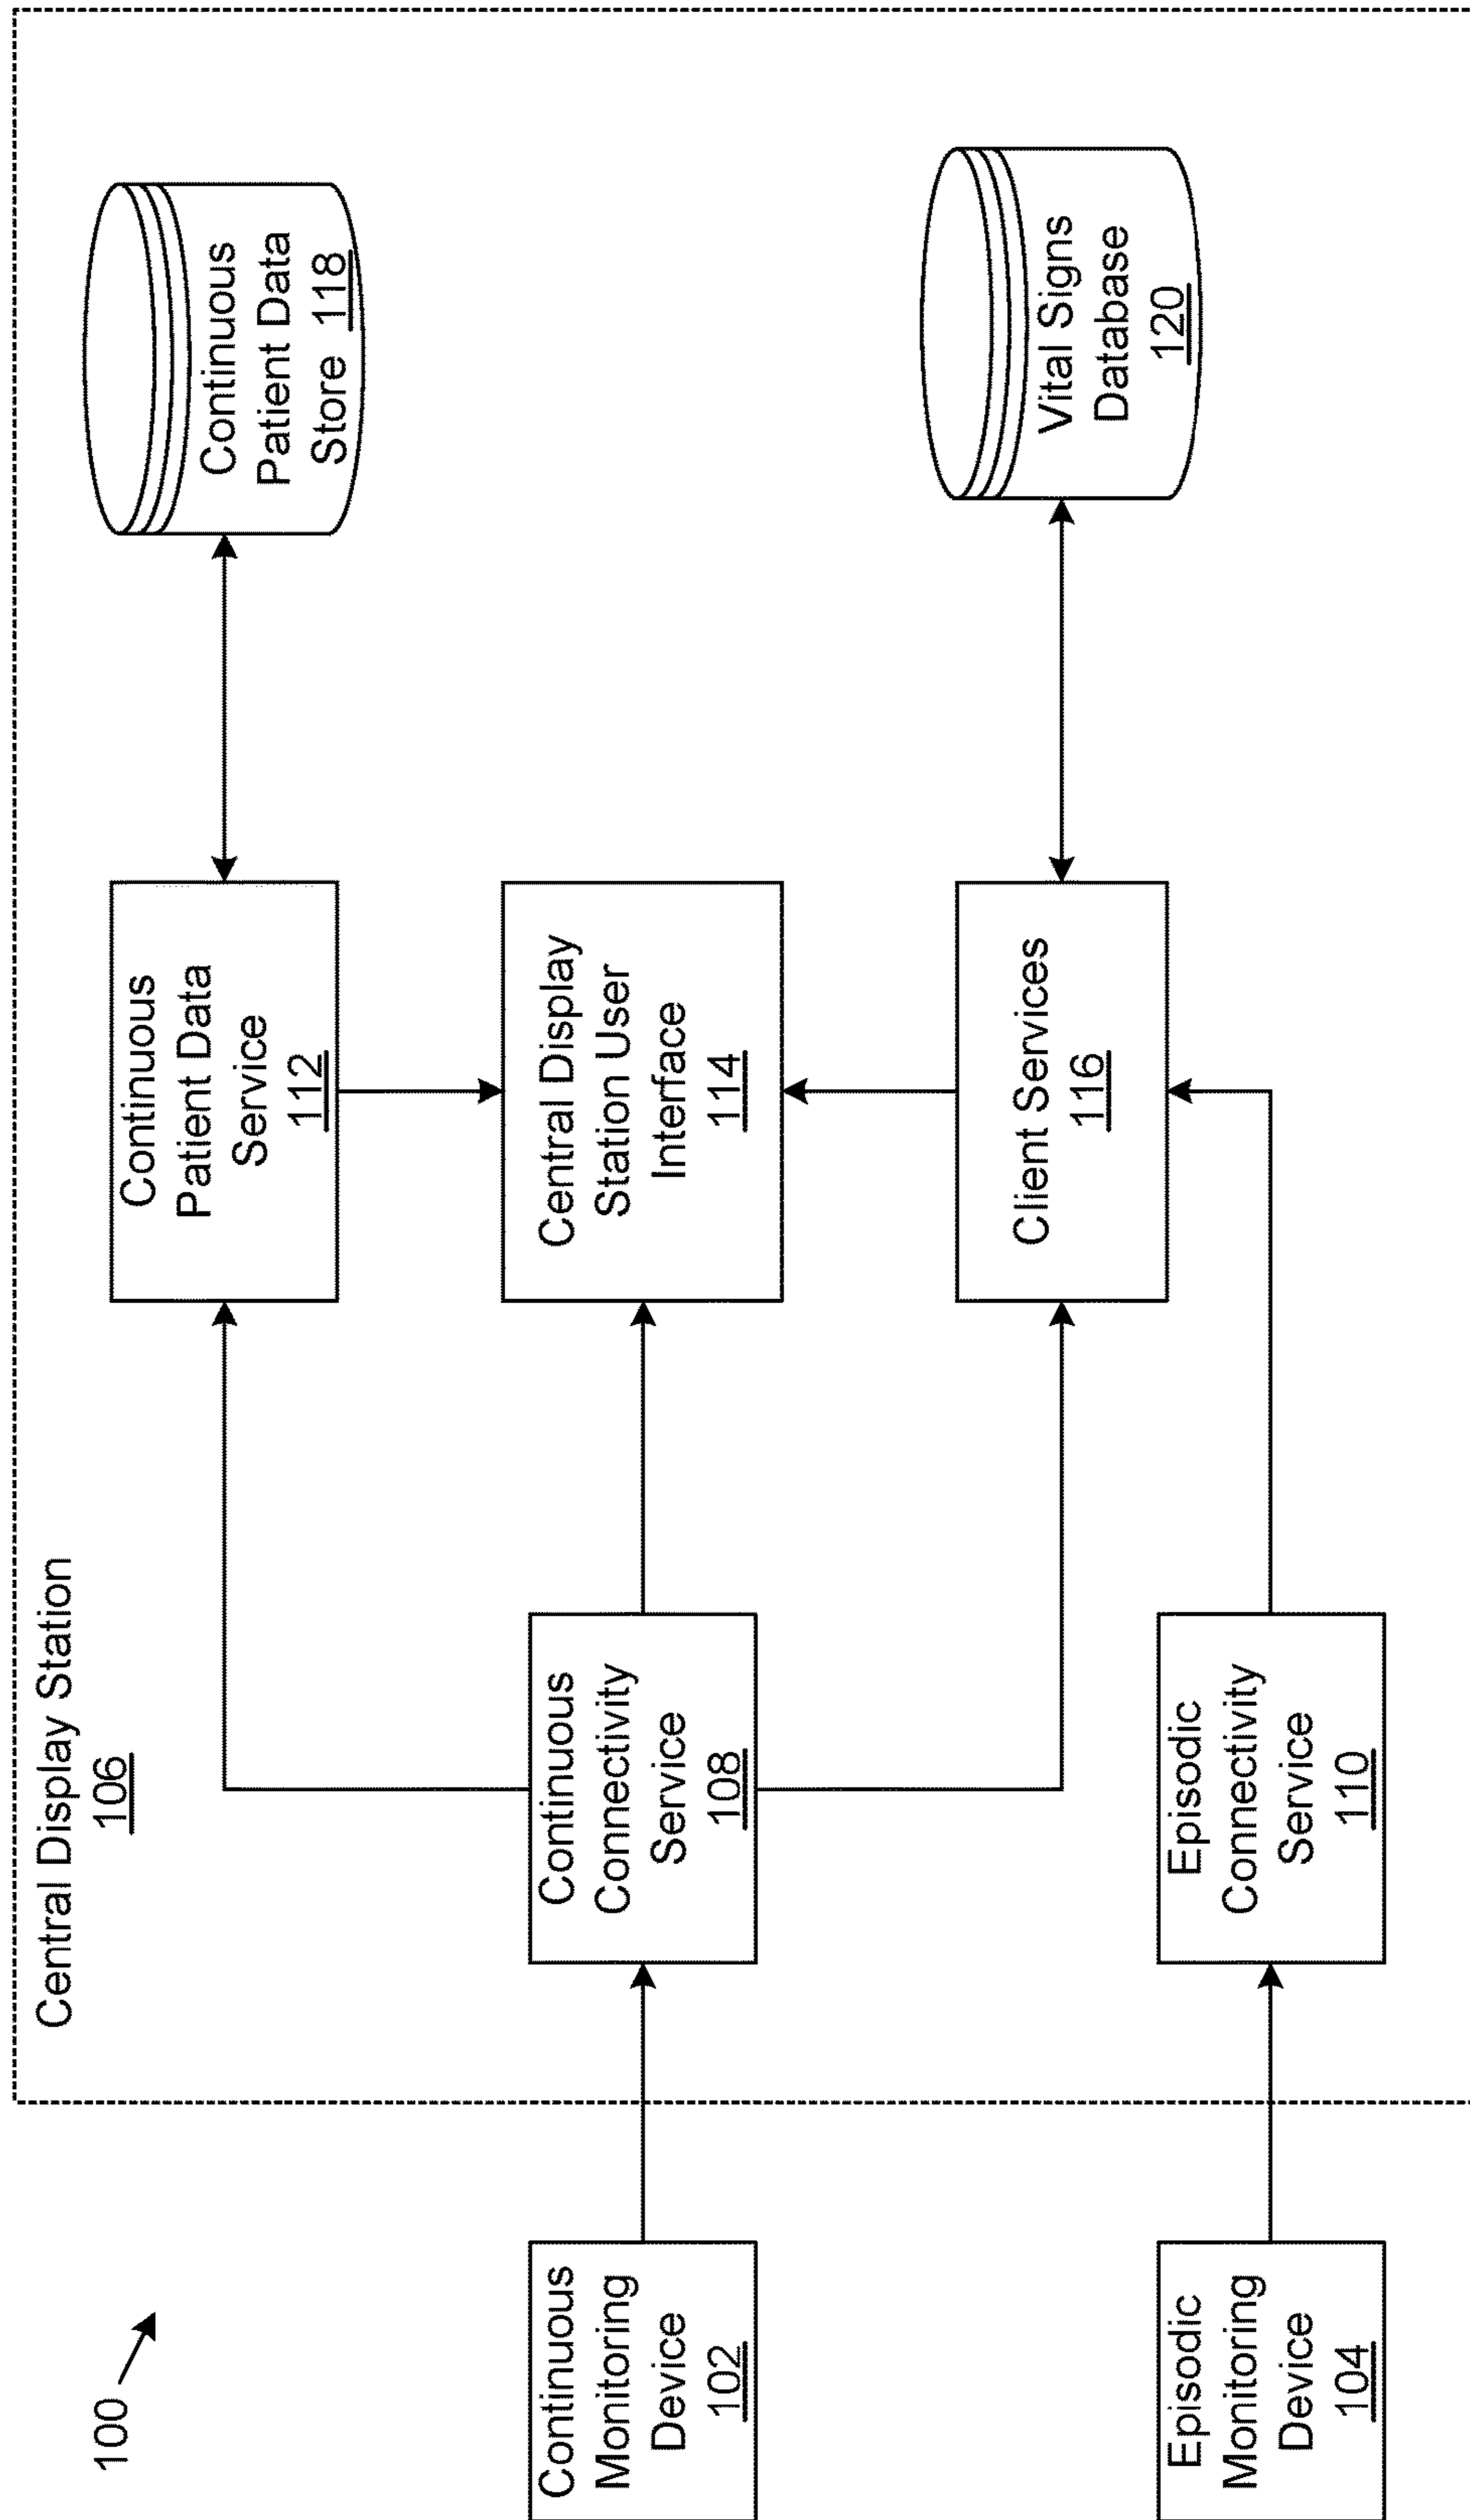 100
Central Display Station
106
Continuous
Patient Data
Service
112
Continuous
Patient Data
Store 118
Continuous
Monitoring
Device
102
Continuous
Connectivity
Service
108
Central Display
Station User
Interface
114
Client Services
116
Vital Signs
Database
120
Episodic
Monitoring
Device
104
Episodic
Connectivity
Service
110